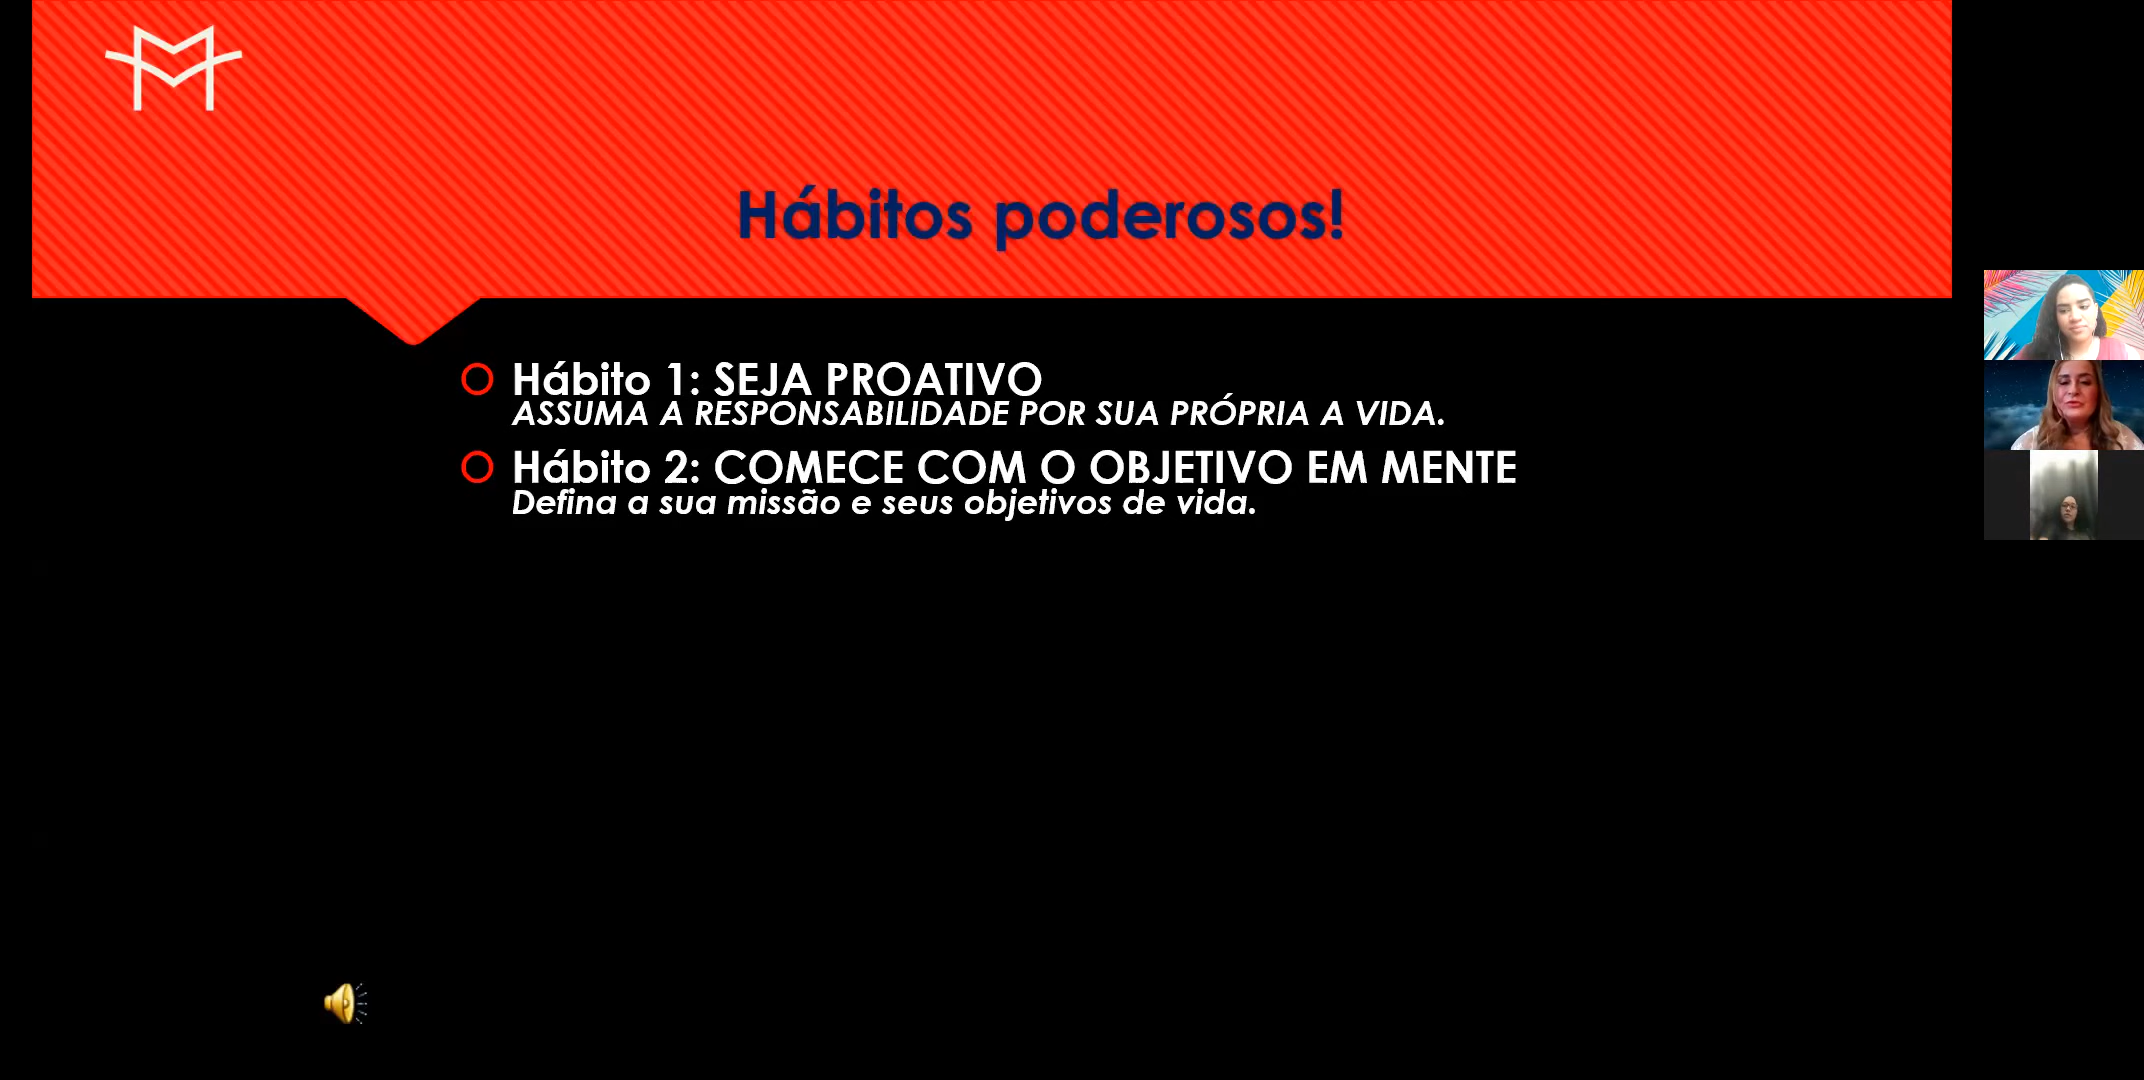 Hábitos poderosos!
Hábito 1: SEJA PROATIVO
ASSUMA A RESPONSABILIDADE POR SUA PRÓPRIA A VIDA.
Hábito 2: COMECE COM O OBJETIVO EM MENTE
Defina a sua missão e seus objetivos de vida.